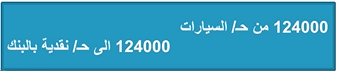 124000 من حـ/ السيارات
124000 الى حـ/ نقدية بالبنك